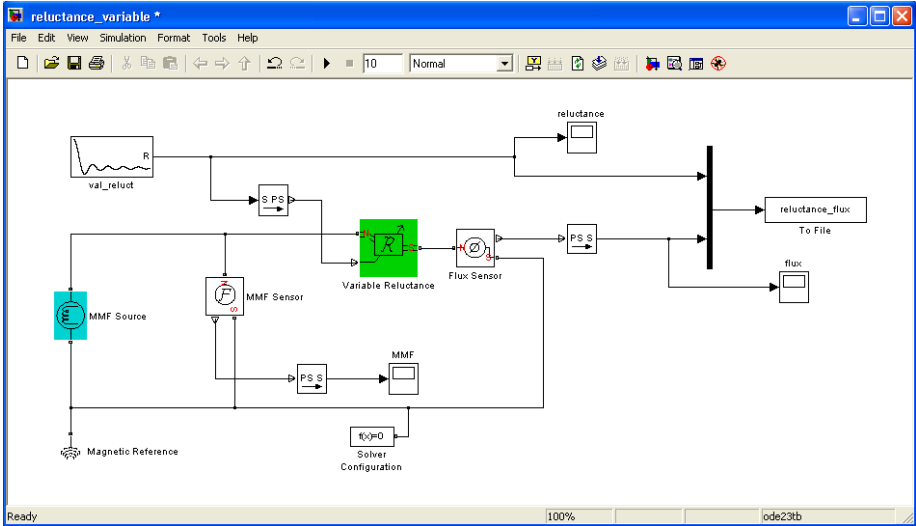 reluctance_variable *
File Edit View Simulation Format Tools Help
10 Normal
reluctance
R
val_reluct
S PS
reluctance_flux
To File
N
R
S
Variable Reluctance
N
Ø
S
Flux Sensor
PS S
flux
MMF Source
N
F
S
MMF Sensor
MMF
PS S
f(x)=0
Solver
Configuration
Magnetic Reference
Ready 100% ode23tb